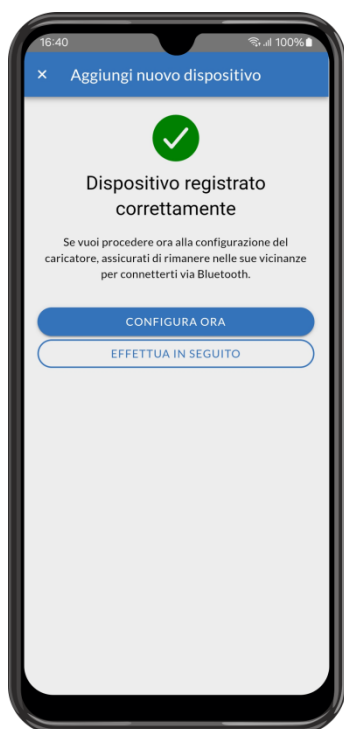 16:40 100%
× Aggiungi nuovo dispositivo
Dispositivo registrato
correttamente
Se vuoi procedere ora alla configurazione del
caricatore, assicurati di rimanere nelle sue vicinanze
per connetterti via Bluetooth.
CONFIGURA ORA
EFFETTUA IN SEGUITO